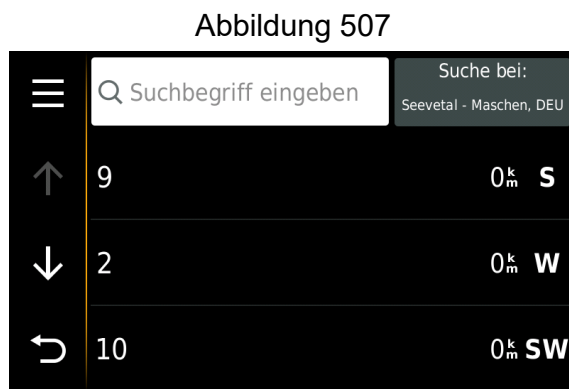 Abbildung 507
Suchbegriff eingeben
Suche bei:
Seevetal - Maschen, DEU
9 0km S
2 0km W
10 0km SW